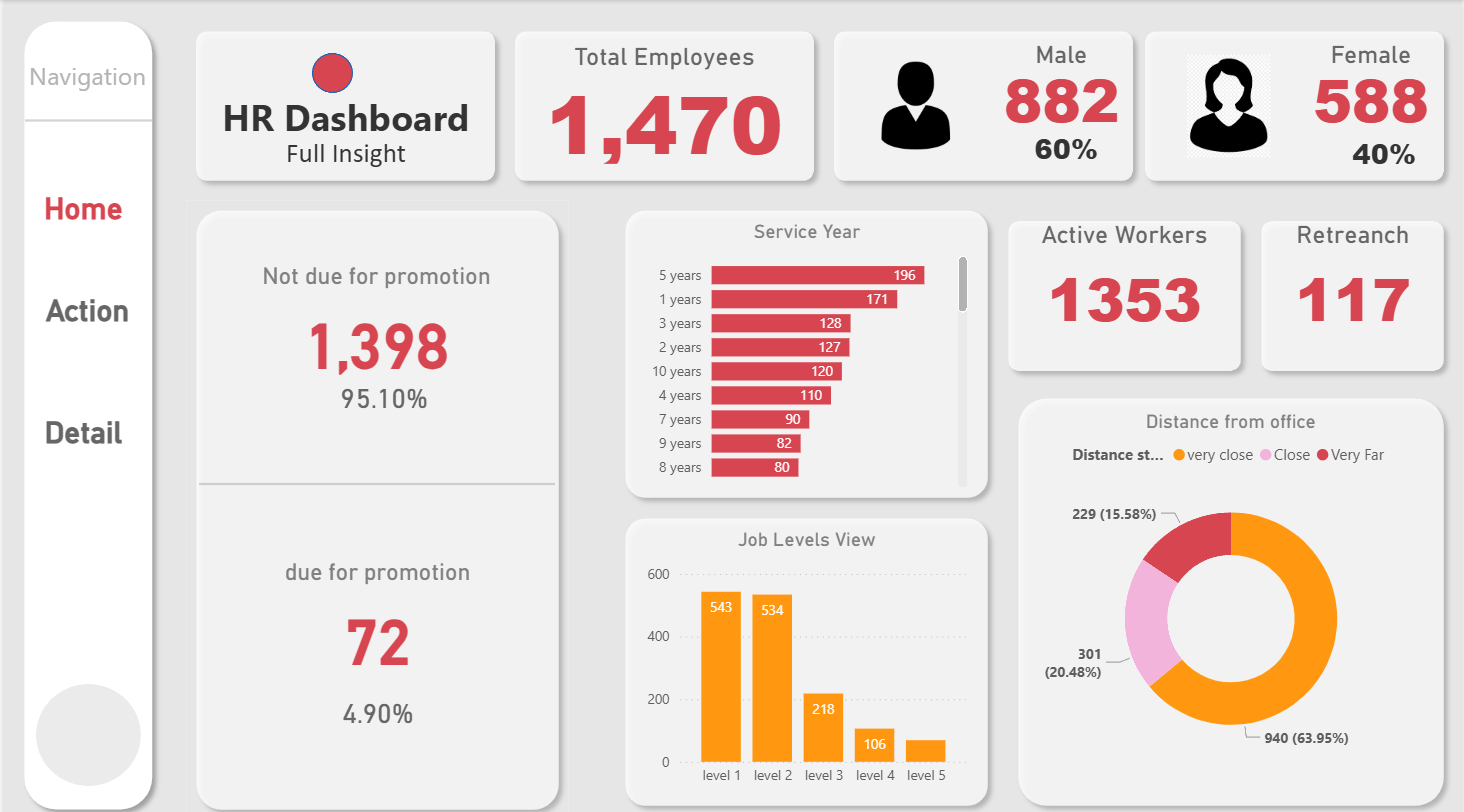 Navigation
Home
Action
Detail
HR Dashboard
Full Insight
Total Employees
1,470
Male
882
60%
Female
588
40%
Not due for promotion
1,398
95.10%
due for promotion
72
4.90%
Service Year
5 years 196
1 years 171
3 years 128
2 years 127
10 years 120
4 years 110
7 years 90
9 years 82
8 years 80
Active Workers
1353
Retreanch
117
Job Levels View
600
400
200
0
543
534
218
106
level 1 level 2 level 3 level 4 level 5
Distance from office
Distance st... very close Close Very Far
229 (15.58%)
301
(20.48%)
940 (63.95%)